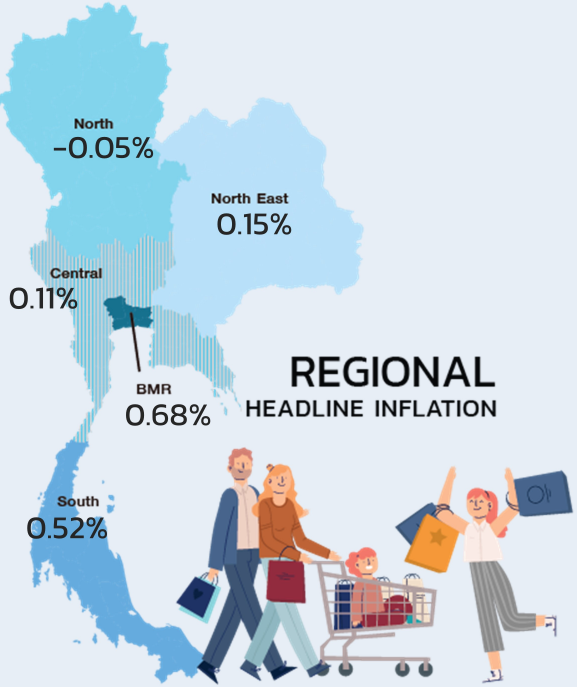 North
-0.05%
North East
0.15%
Central
0.11%
BMR
0.68%
REGIONAL
HEADLINE INFLATION
South
0.52%